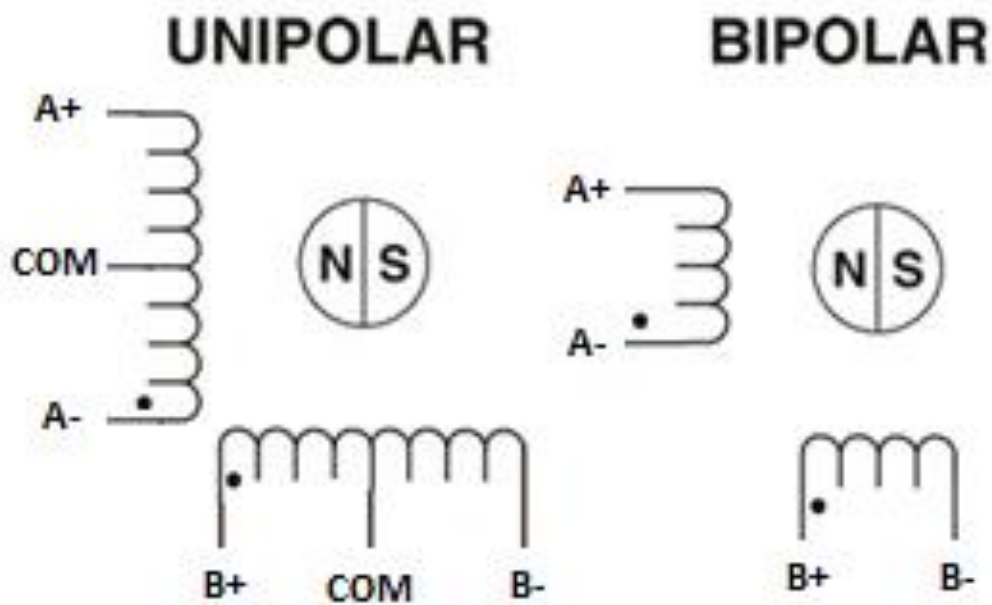 UNIPOLAR
A+
COM
A-
N S
B+ COM B-
BIPOLAR
A+
A-
N S
B+ B-